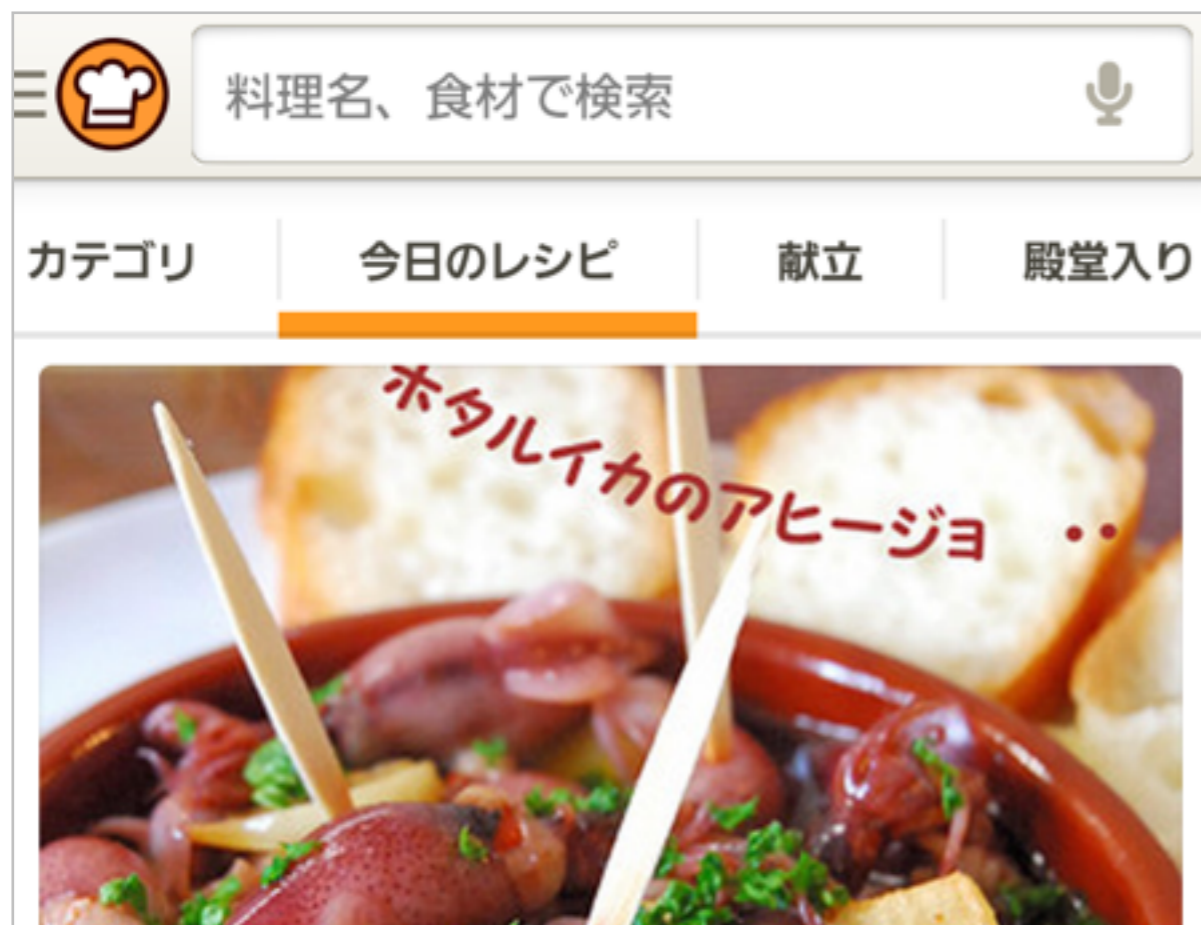 料理名、食材で検索
カテゴリ
今日のレシピ
献立
殿堂入り
ホタルイカのアヒージョ ‥